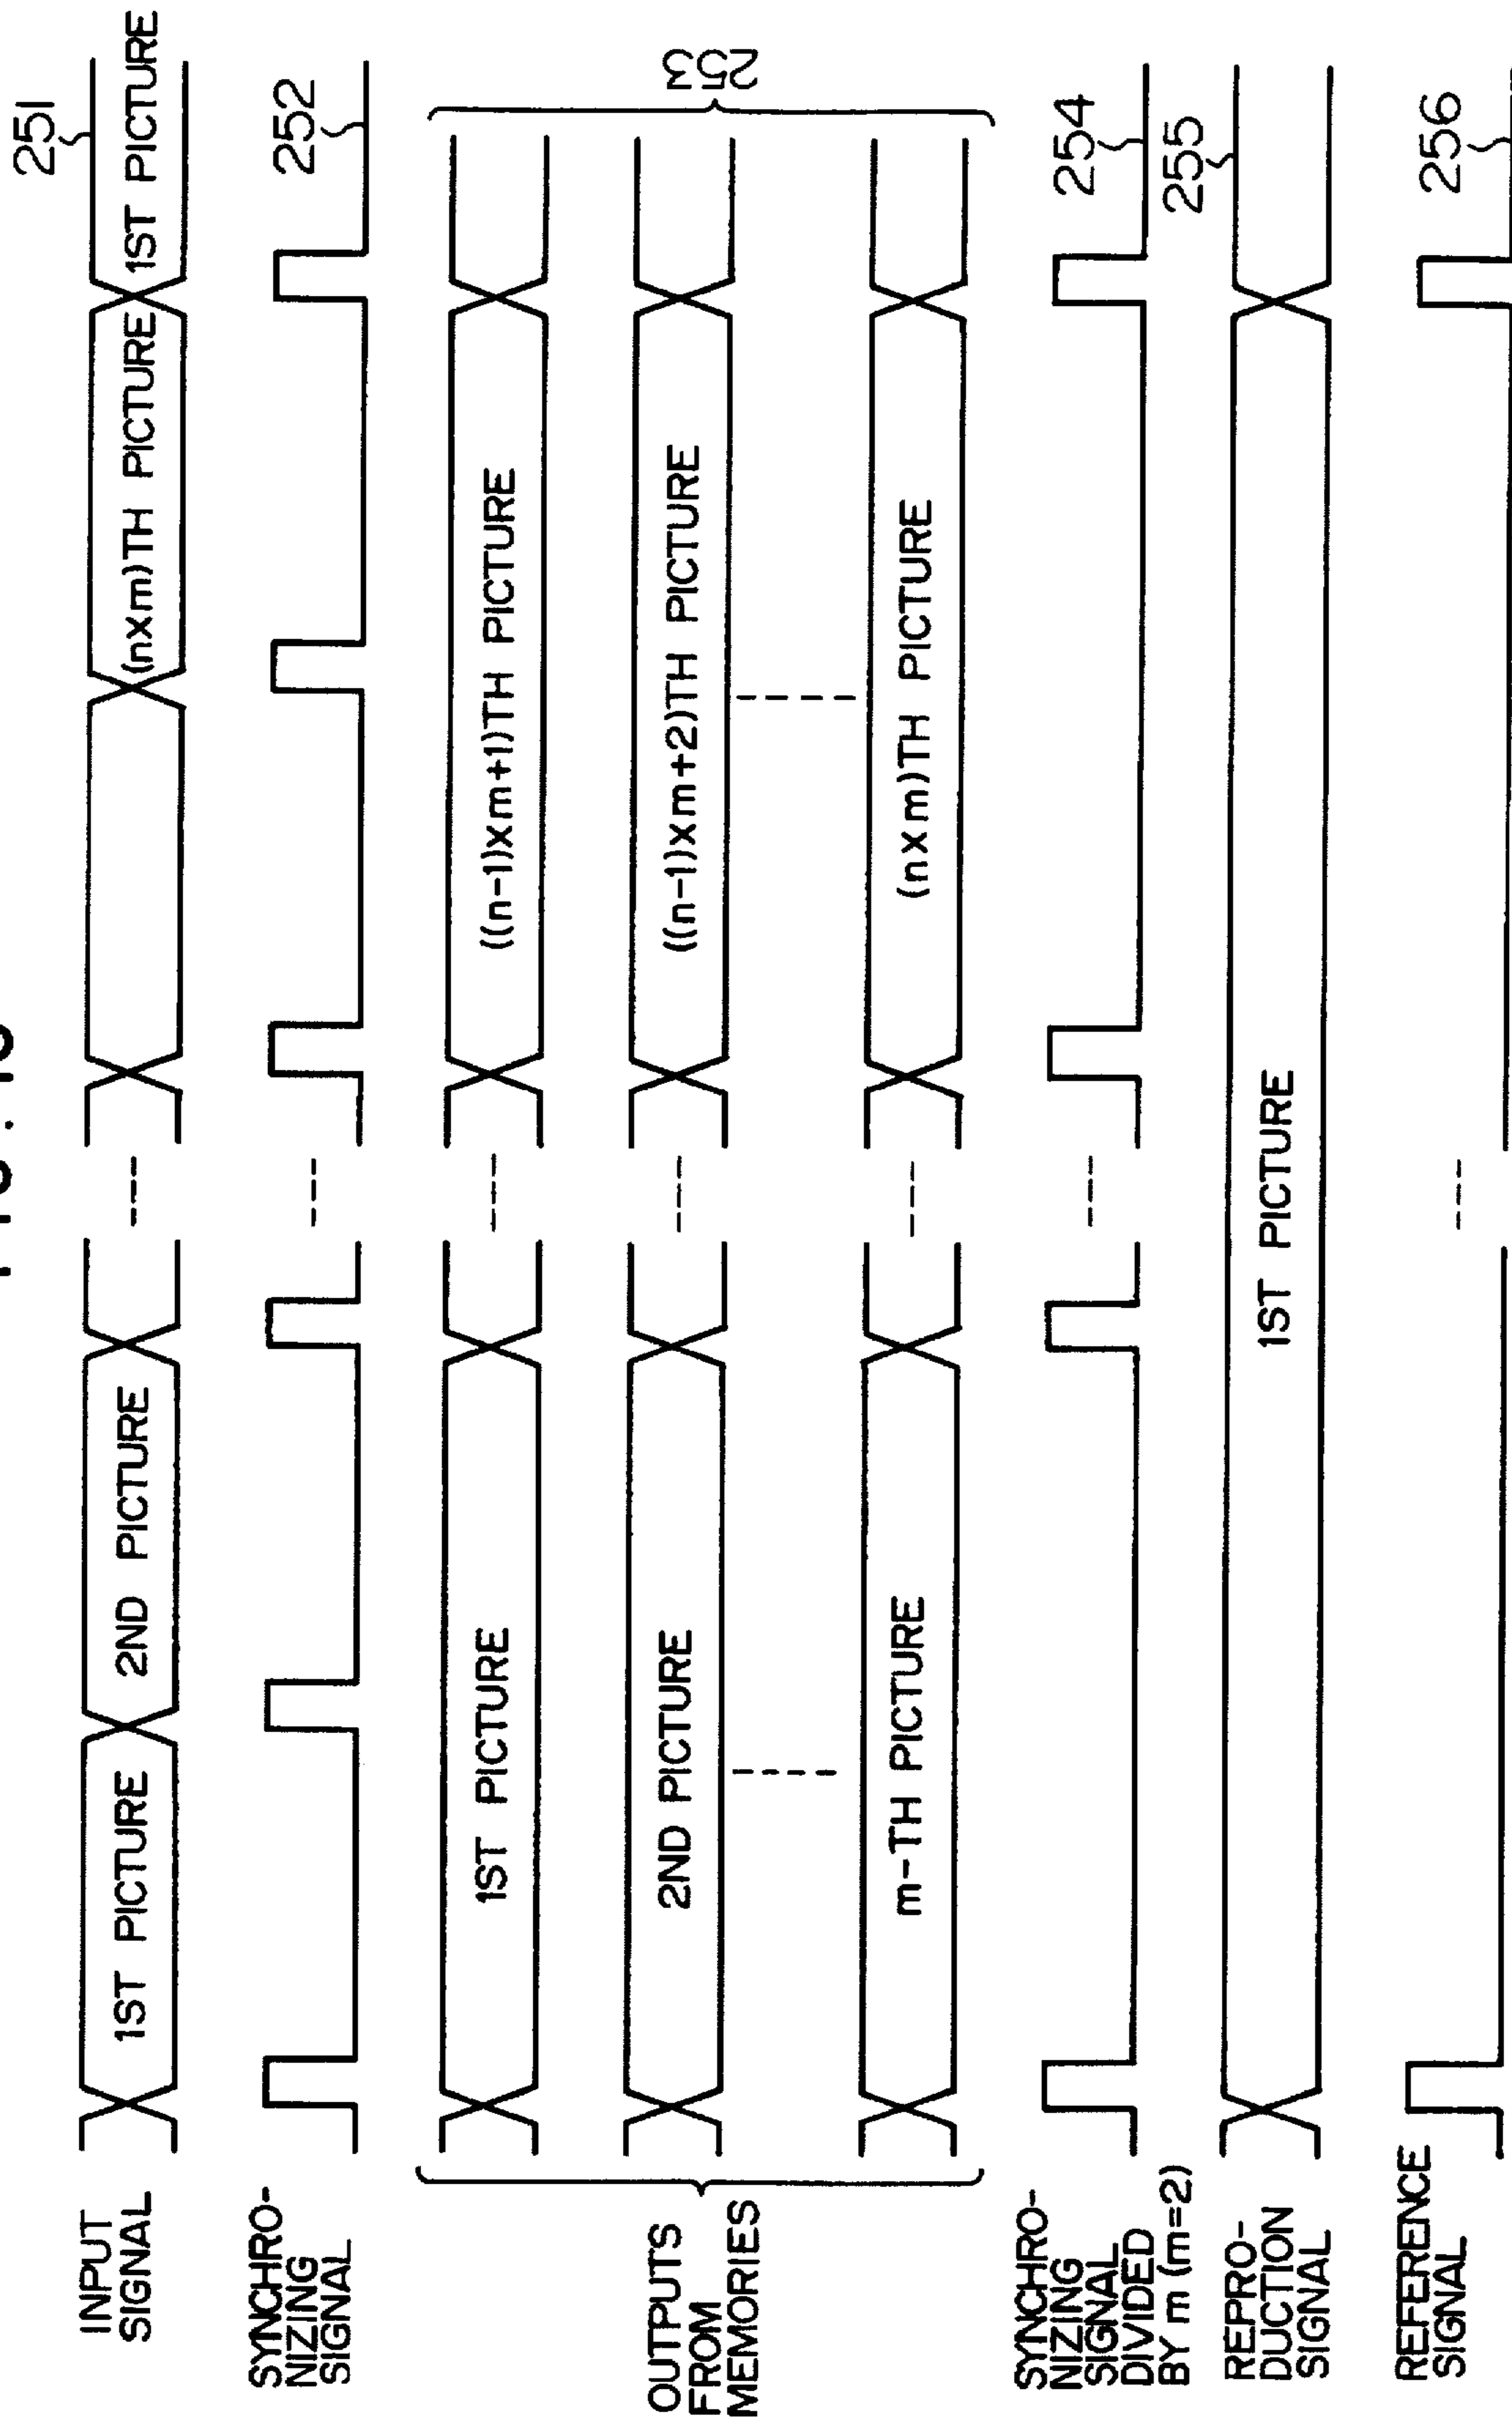 INPUT
SIGNAL
1ST PICTURE
2ND PICTURE
(n×m)TH PICTURE
1ST PICTURE
251
SYNCHRO-
NIZING
SIGNAL
252
OUTPUTS
FROM
MEMORIES
1ST PICTURE
((n-1)×m+1)TH PICTURE
2ND PICTURE
((n-1)×m+2)TH PICTURE
m-TH PICTURE
(n×m)TH PICTURE
253
SYNCHRO-
NIZING
SIGNAL
DIVIDED
BY m (m=2)
254
REPRO-
DUCTION
SIGNAL
1ST PICTURE
255
REFERENCE
SIGNAL
256